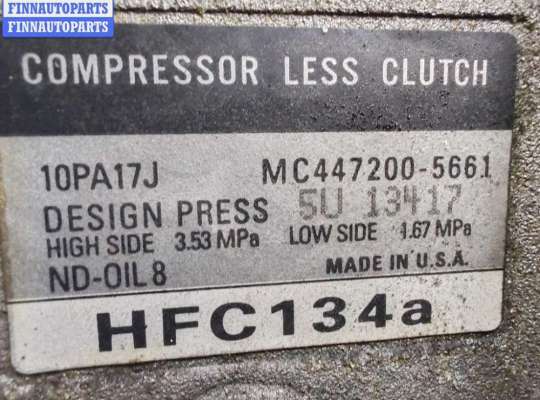 FINNAUTOPARTS
FINNAUTOPARTS
COMPRESSOR LESS CLUTCH
10PA17J MC447200-5661
DESIGN PRESS 5U 13417
HIGH SIDE 3.53 MPa LOW SIDE 1.67 MPa
ND-OIL 8 MADE IN U.S.A.
HFC134a